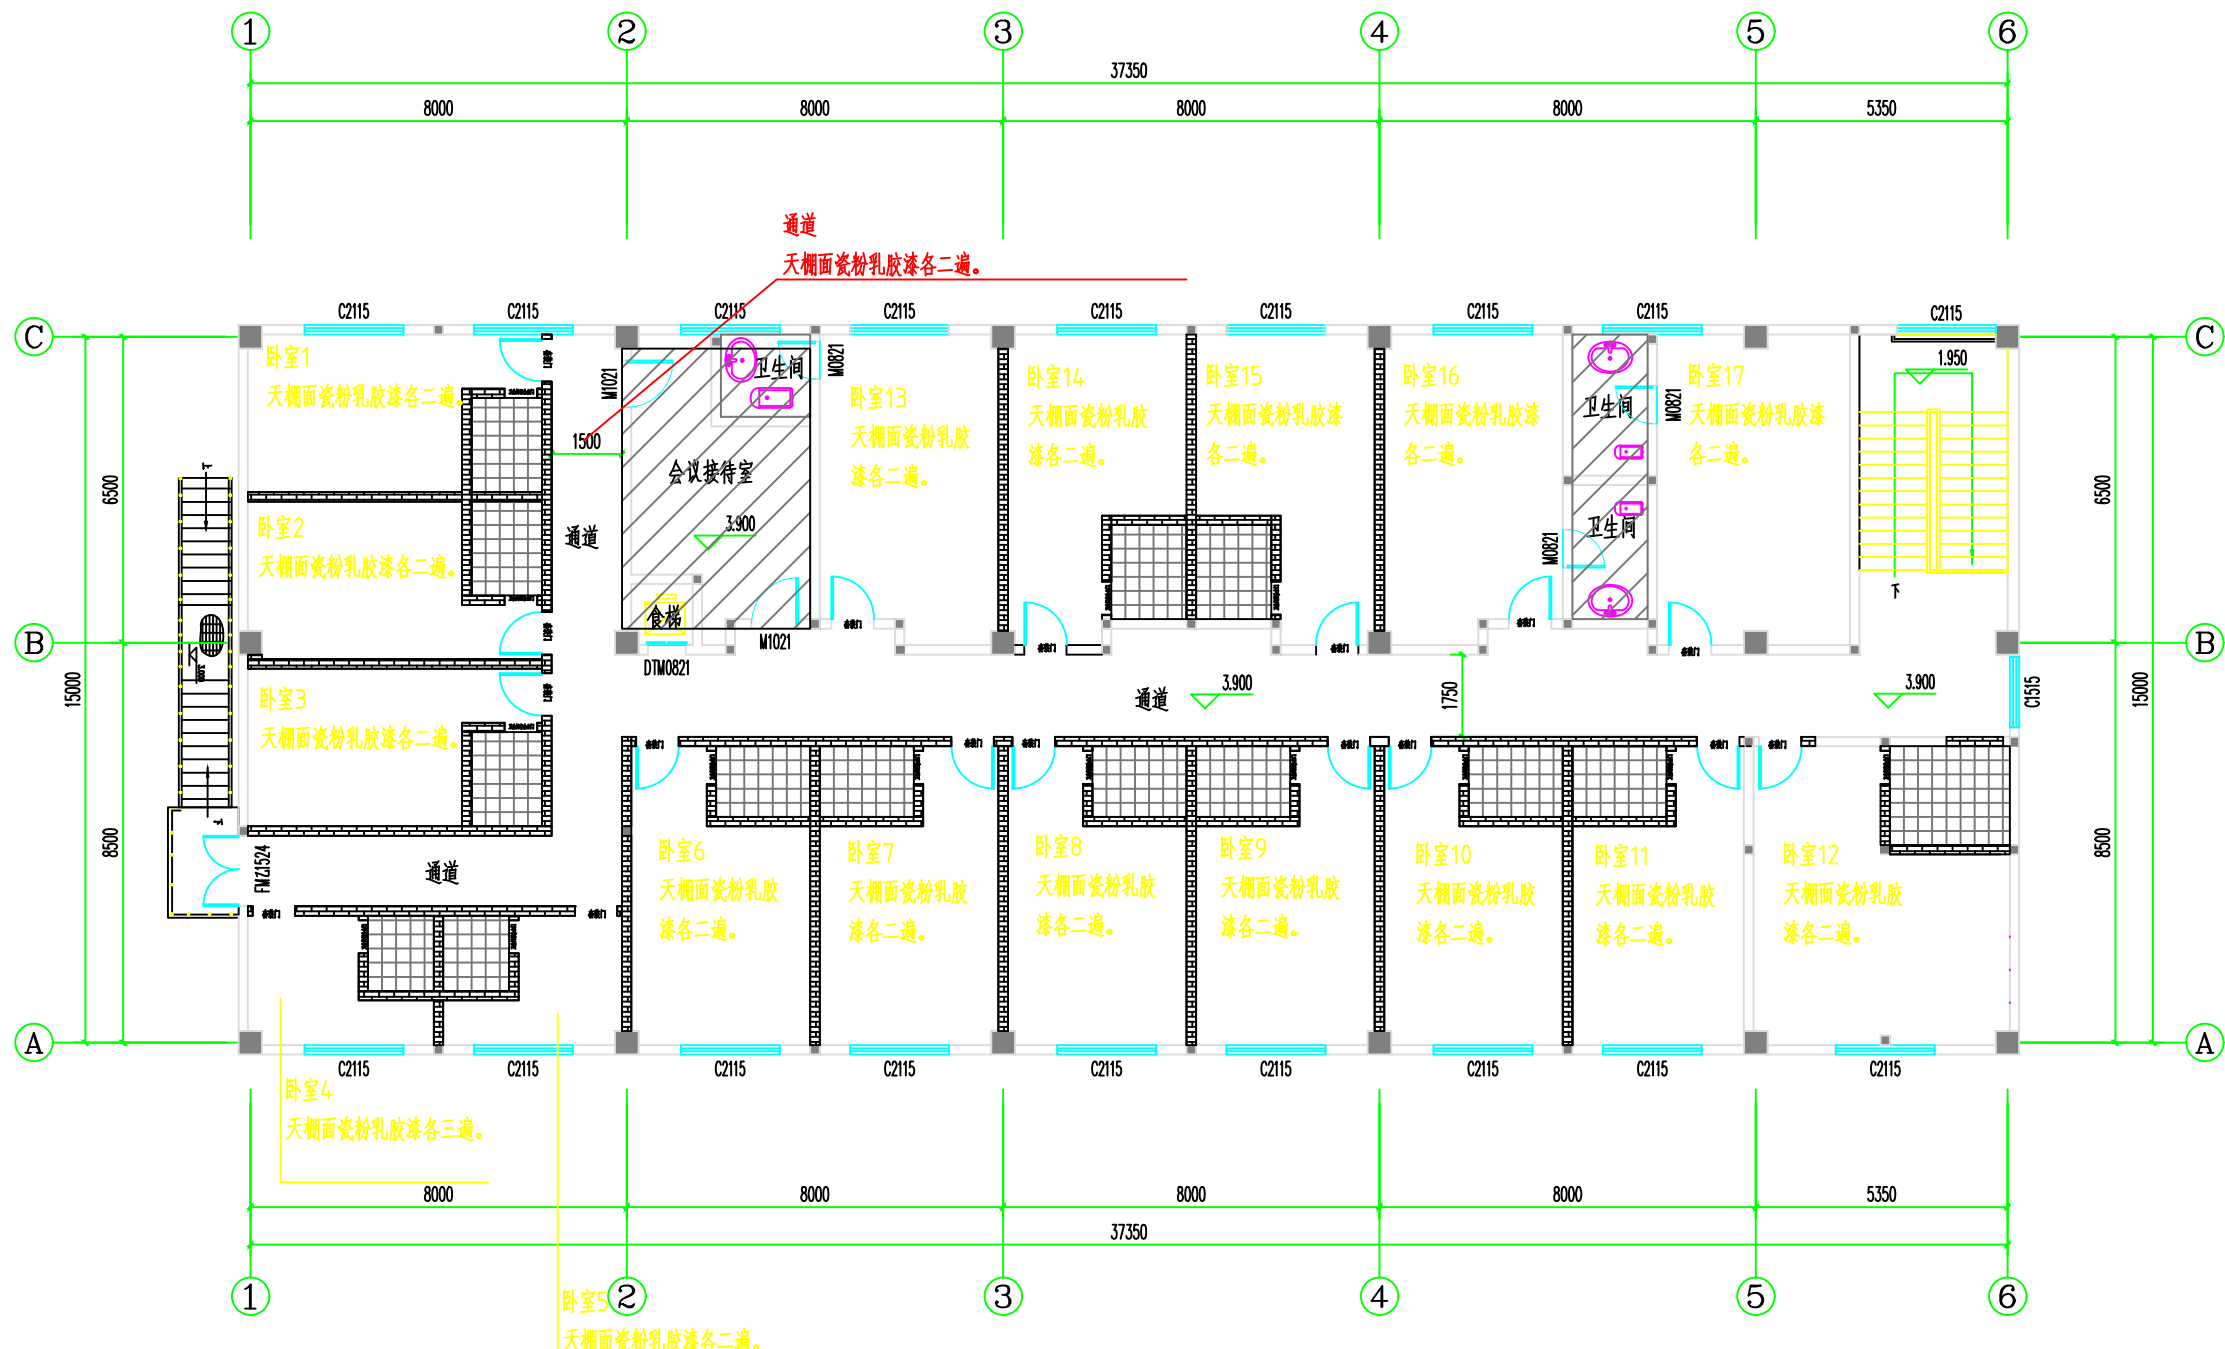 1 2 3 4 5 6
37350
8000 8000 8000 8000 5350
通道
天棚面瓷粉乳胶漆各二遍。
C2115 C2115 C2115 C2115 C2115 C2115 C2115 C2115 C2115
C C
卧室1
天棚面瓷粉乳胶漆各二遍。
M1021
卫生间
M0821
卧室13
天棚面瓷粉乳胶
漆各二遍。
卧室14
天棚面瓷粉乳胶
漆各二遍。
卧室15
天棚面瓷粉乳胶漆
各二遍。
卧室16
天棚面瓷粉乳胶漆
各二遍。
卫生间
M0821
卧室17
天棚面瓷粉乳胶漆
各二遍。
1.950
1500
会议接待室
3.900
6500
6500
卧室2
天棚面瓷粉乳胶漆各二遍。
通道
卫生间
M0821
下
下
食梯
M1021
DTM0821
B B
3.900
15000
卧室3
天棚面瓷粉乳胶漆各二遍。
通道
3.900
1750
3.900
C1515
15000
8500
8500
下
FMZJ1524
通道
卧室6
天棚面瓷粉乳胶
漆各二遍。
卧室7
天棚面瓷粉乳胶
漆各二遍。
卧室8
天棚面瓷粉乳胶
漆各二遍。
卧室9
天棚面瓷粉乳胶
漆各二遍。
卧室10
天棚面瓷粉乳胶
漆各二遍。
卧室11
天棚面瓷粉乳胶
漆各二遍。
卧室12
天棚面瓷粉乳胶
漆各二遍。
A A
C2115 C2115 C2115 C2115 C2115 C2115 C2115 C2115 C2115
卧室4
天棚面瓷粉乳胶漆各三遍。
8000 8000 8000 8000 5350
37350
1 2 3 4 5 6
卧室5
天棚面瓷粉乳胶漆各二遍。